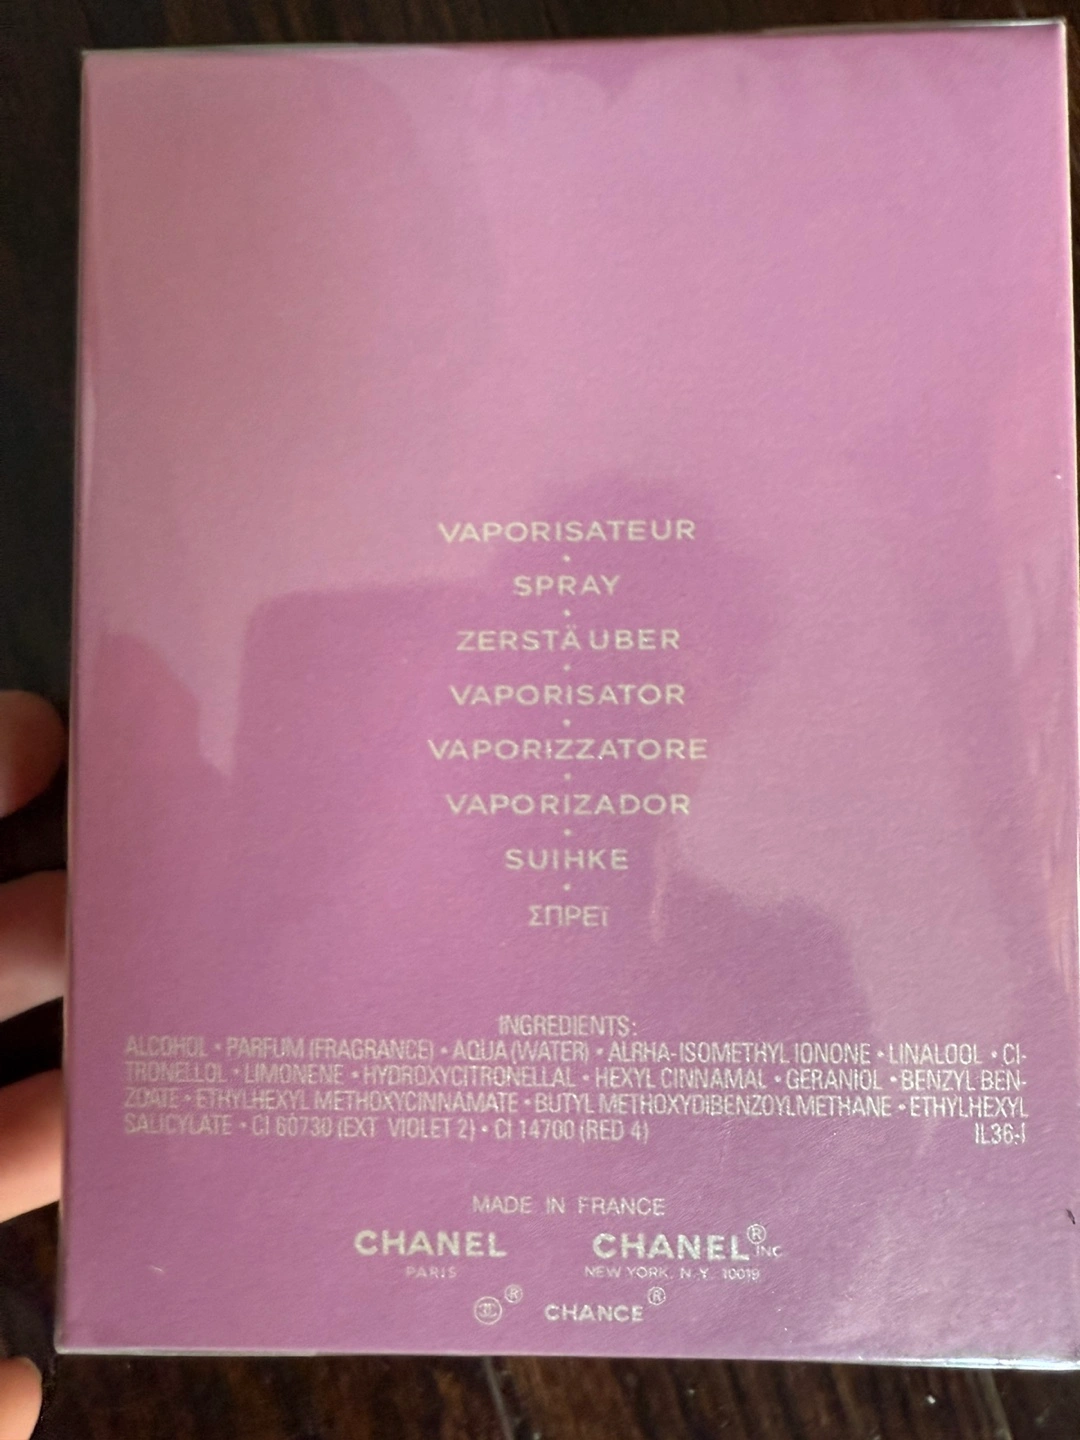 VAPORISATEUR
•
SPRAY
•
ZERSTÄUBER
•
VAPORISATOR
•
VAPORIZZATORE
•
VAPORIZADOR
•
SUIHKE
•
ΣΠΡΕΪ
INGREDIENTS:
ALCOHOL • PARFUM (FRAGRANCE) • AQUA (WATER) • ALRHA-ISOMETHYL IONONE • LINALOOL • CI-
TRONELLOL • LIMONENE • HYDROXYCITRONELLAL • HEXYL CINNAMAL • GERANIOL • BENZYL BEN-
ZOATE • ETHYLHEXYL METHOXYCINNAMATE • BUTYL METHOXYDIBENZOYLMETHANE • ETHYLHEXYL
SALICYLATE • CI 60730 (EXT VIOLET 2) • CI 14700 (RED 4) IL36-I
MADE IN FRANCE
CHANEL CHANEL® INC
PARIS NEW YORK, N.Y. 10019
® CHANCE®